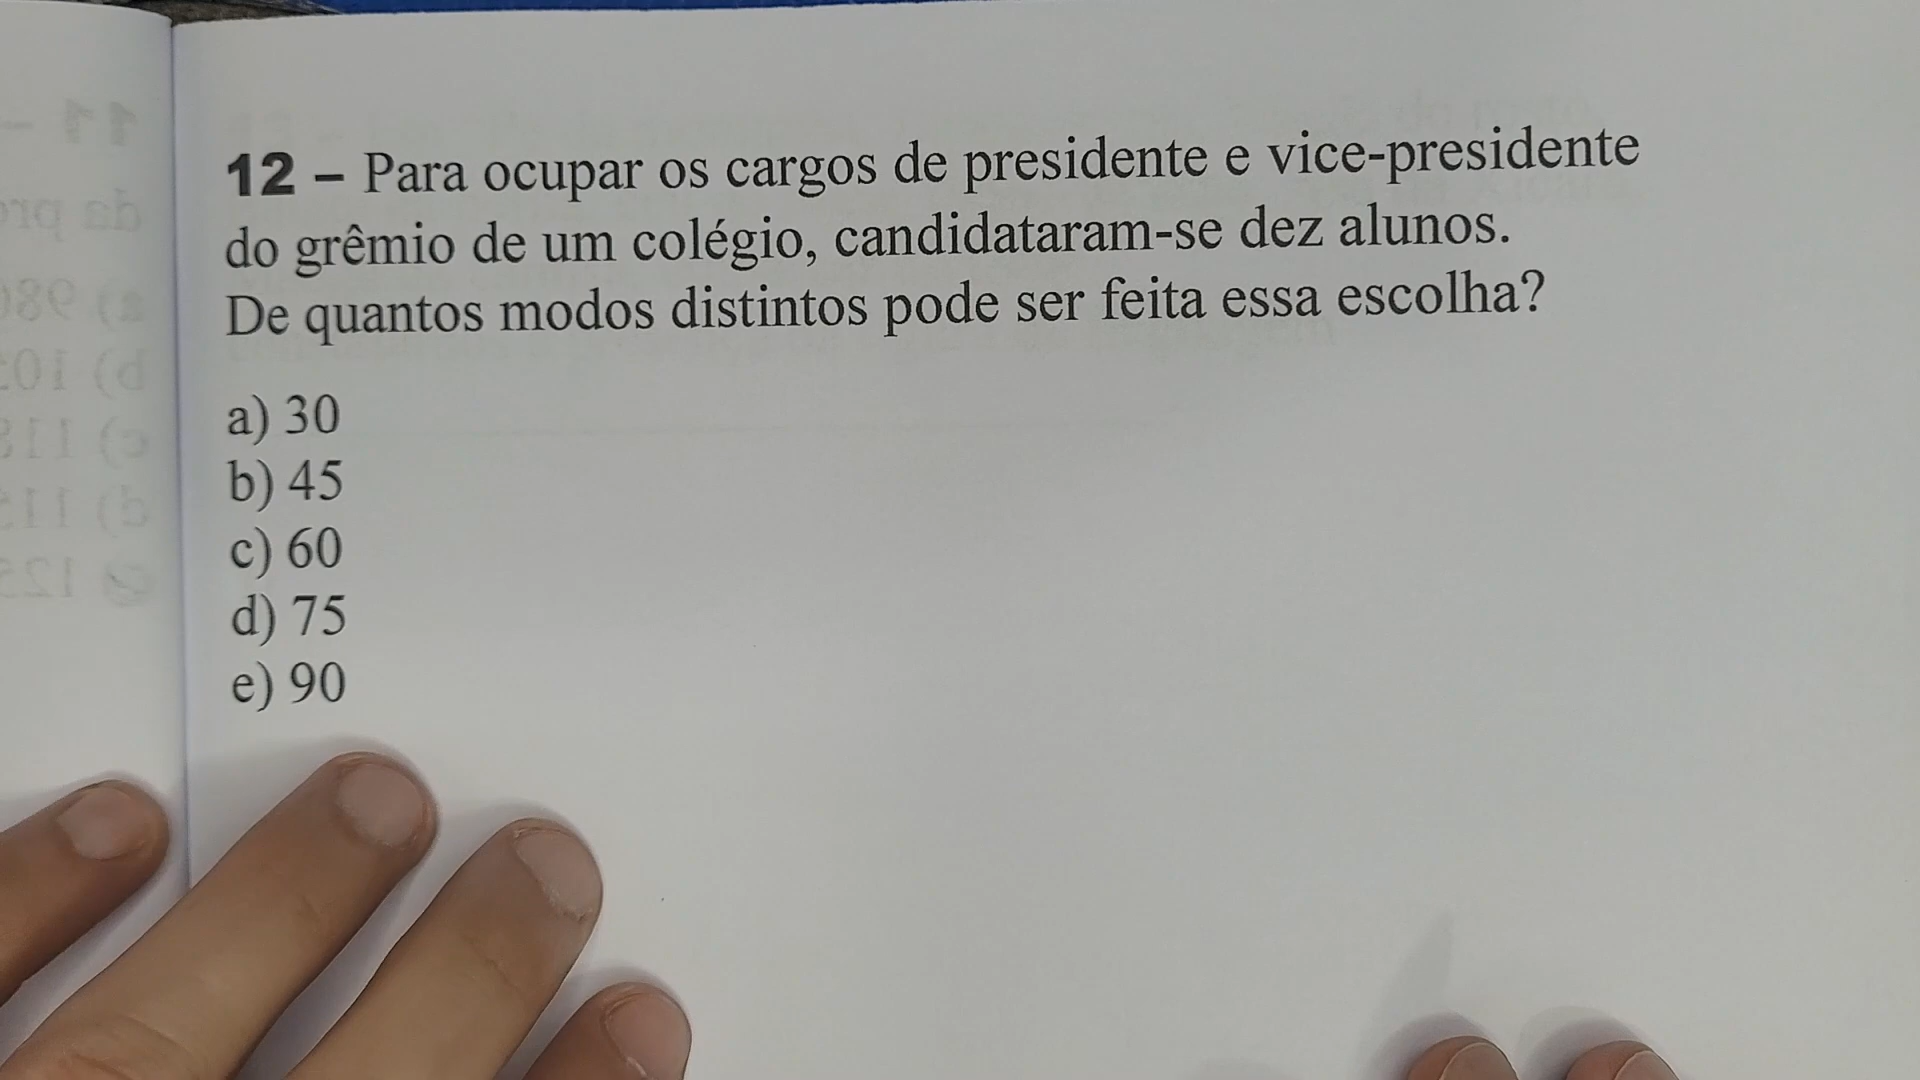 12 – Para ocupar os cargos de presidente e vice-presidente
do grêmio de um colégio, candidataram-se dez alunos.
De quantos modos distintos pode ser feita essa escolha?
a) 30
b) 45
c) 60
d) 75
e) 90